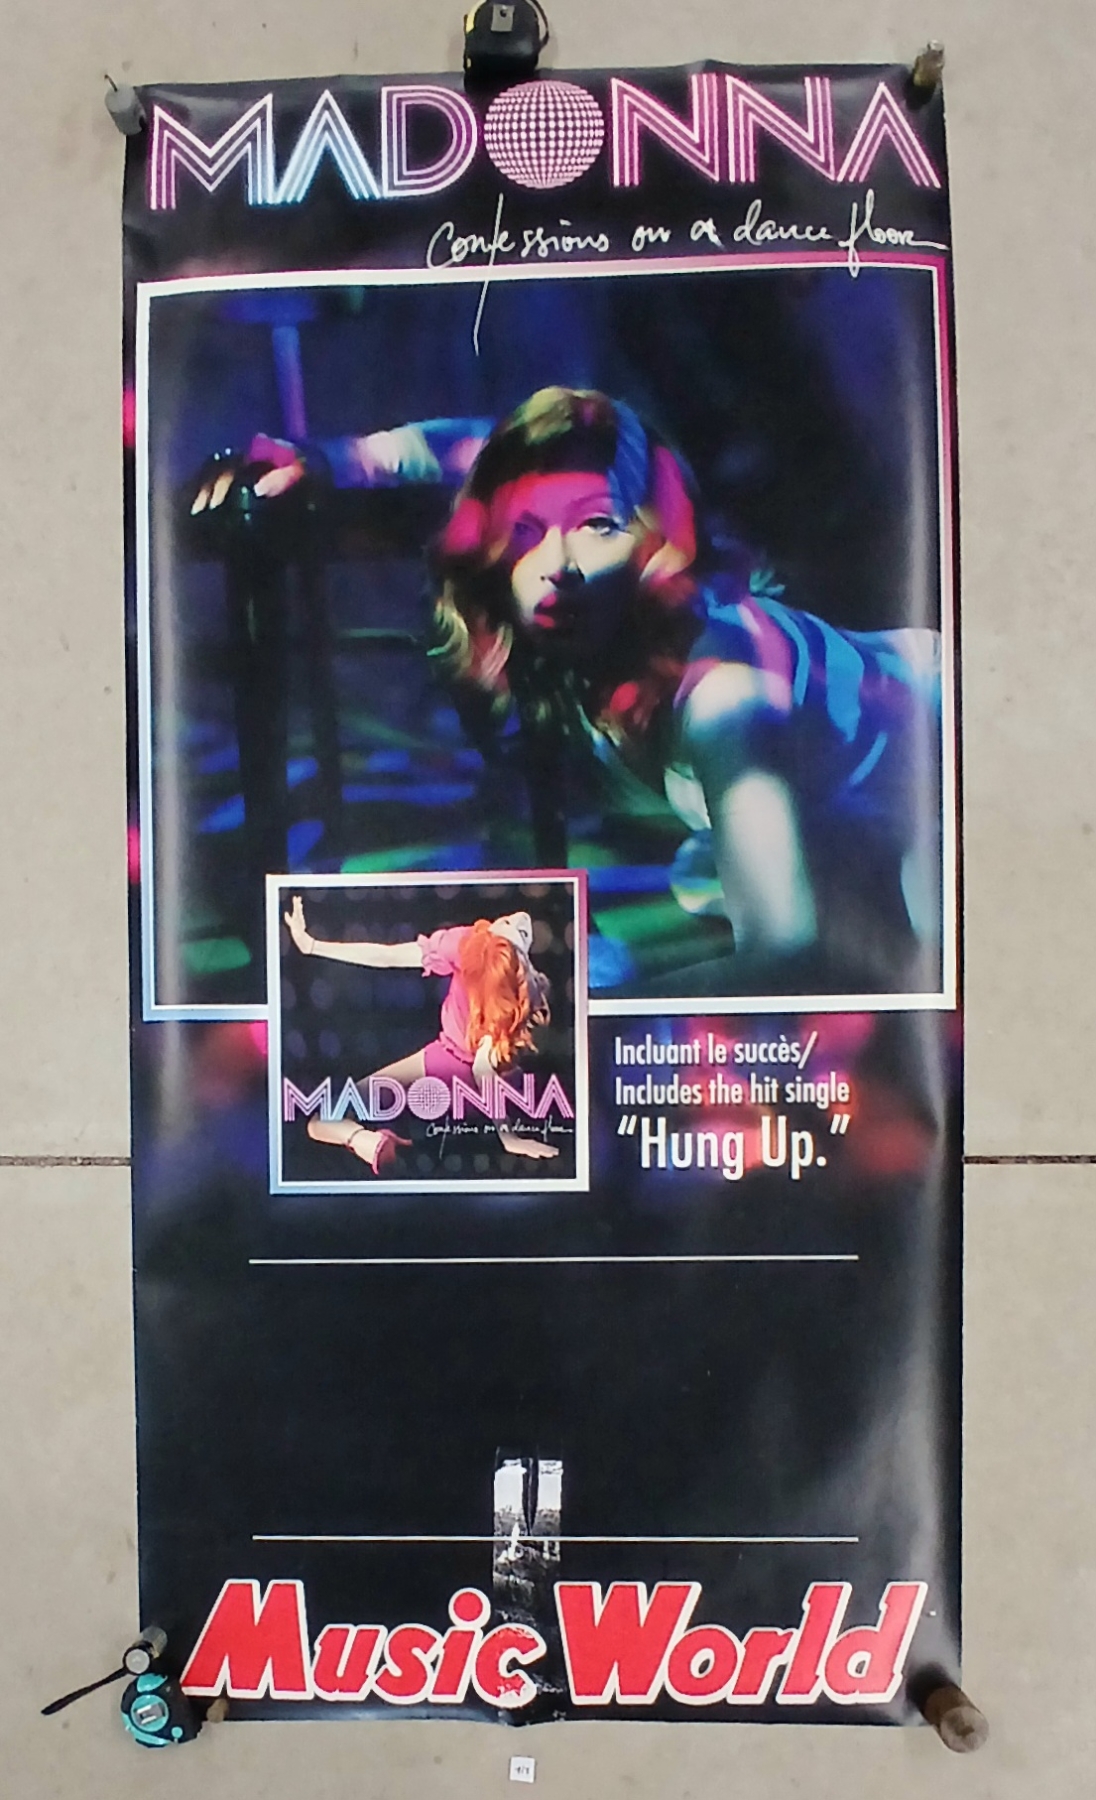 MADONNA
Confessions on a dance floor
MADONNA
Confessions on a dance floor
Incluant le succès/
Includes the hit single
“Hung Up.”
Music World